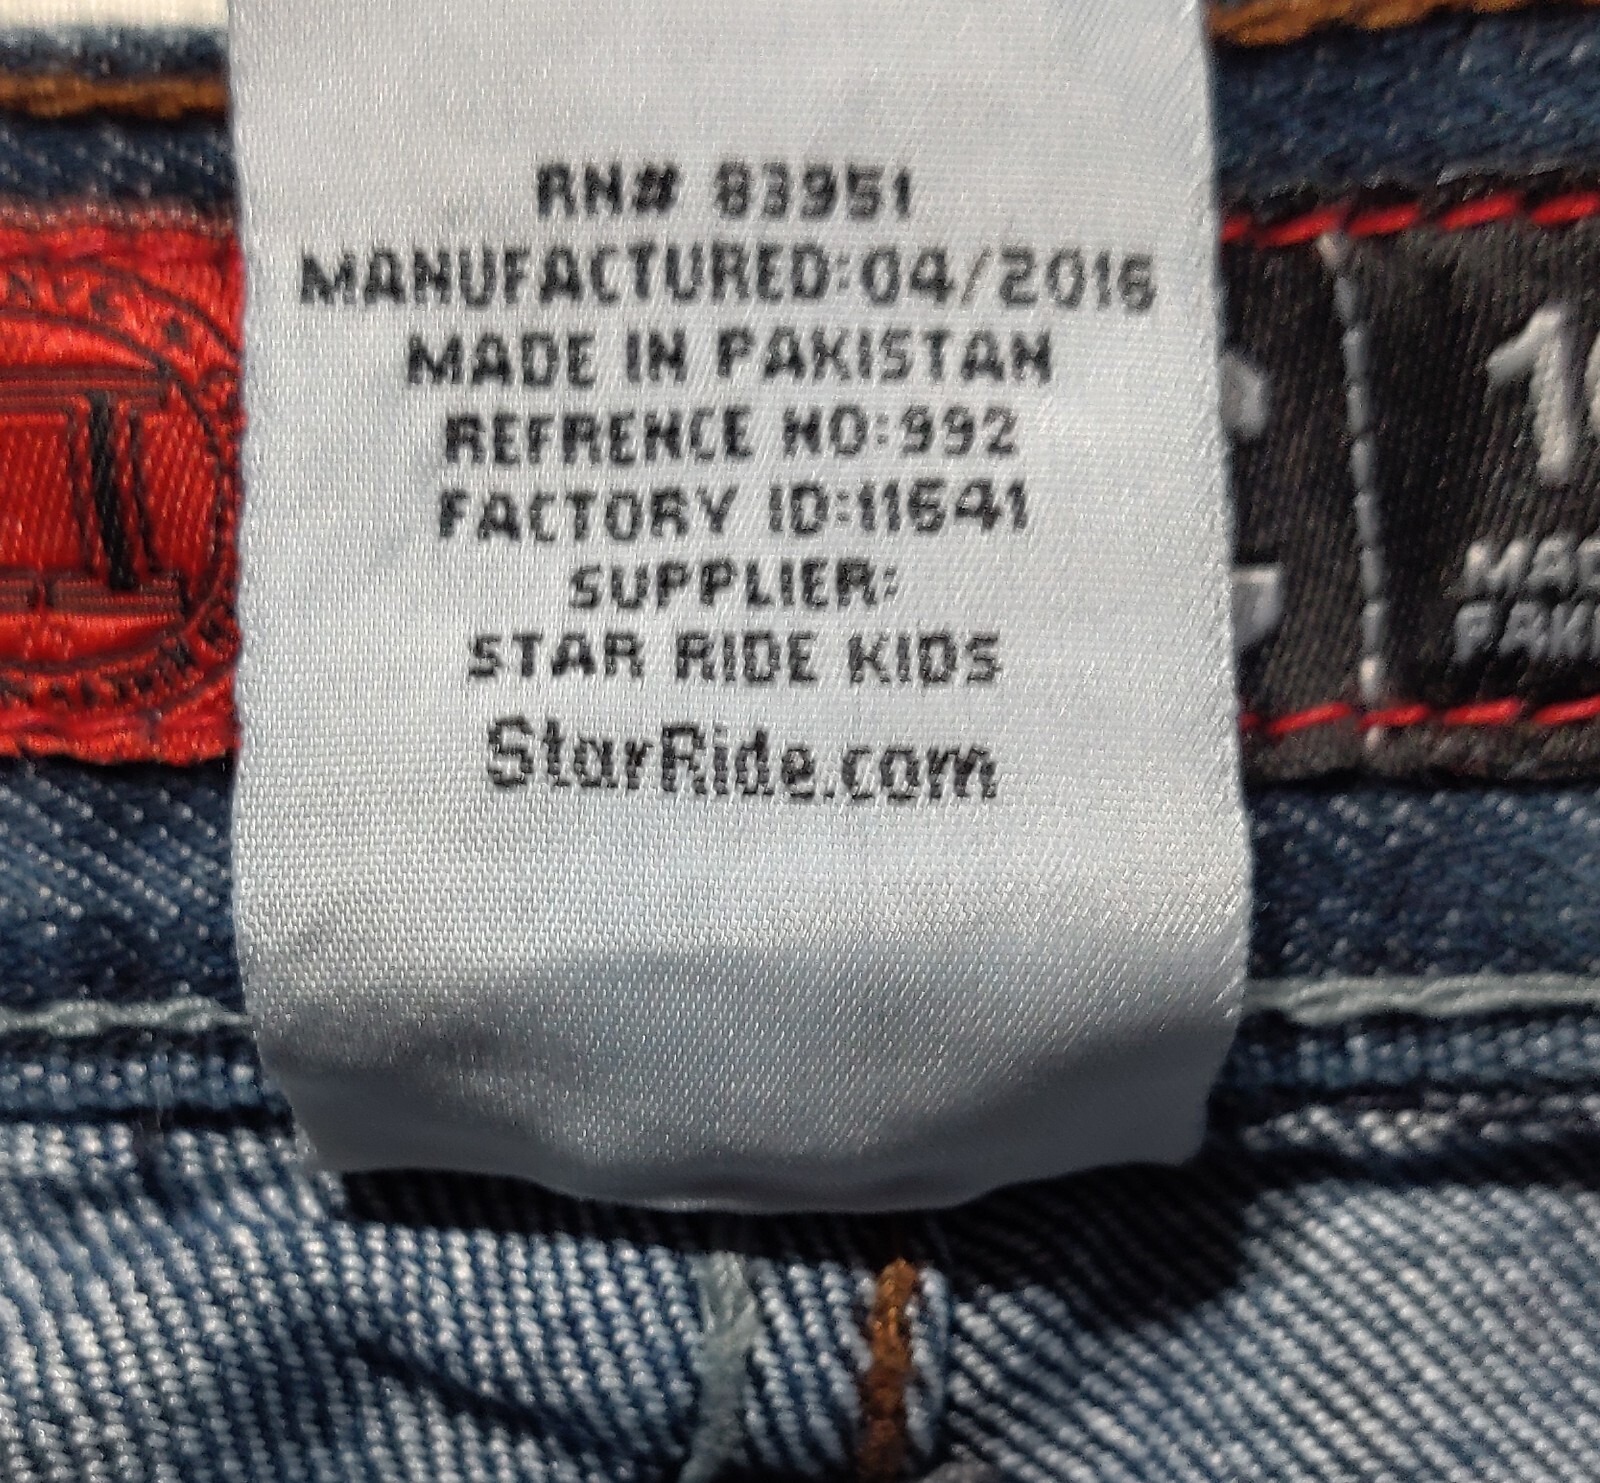 RN# 83951
MANUFACTURED:04/2016
MADE IN PAKISTAN
REFRENCE NO:992
FACTORY ID:11641
SUPPLIER:
STAR RIDE KIDS
StarRide.com